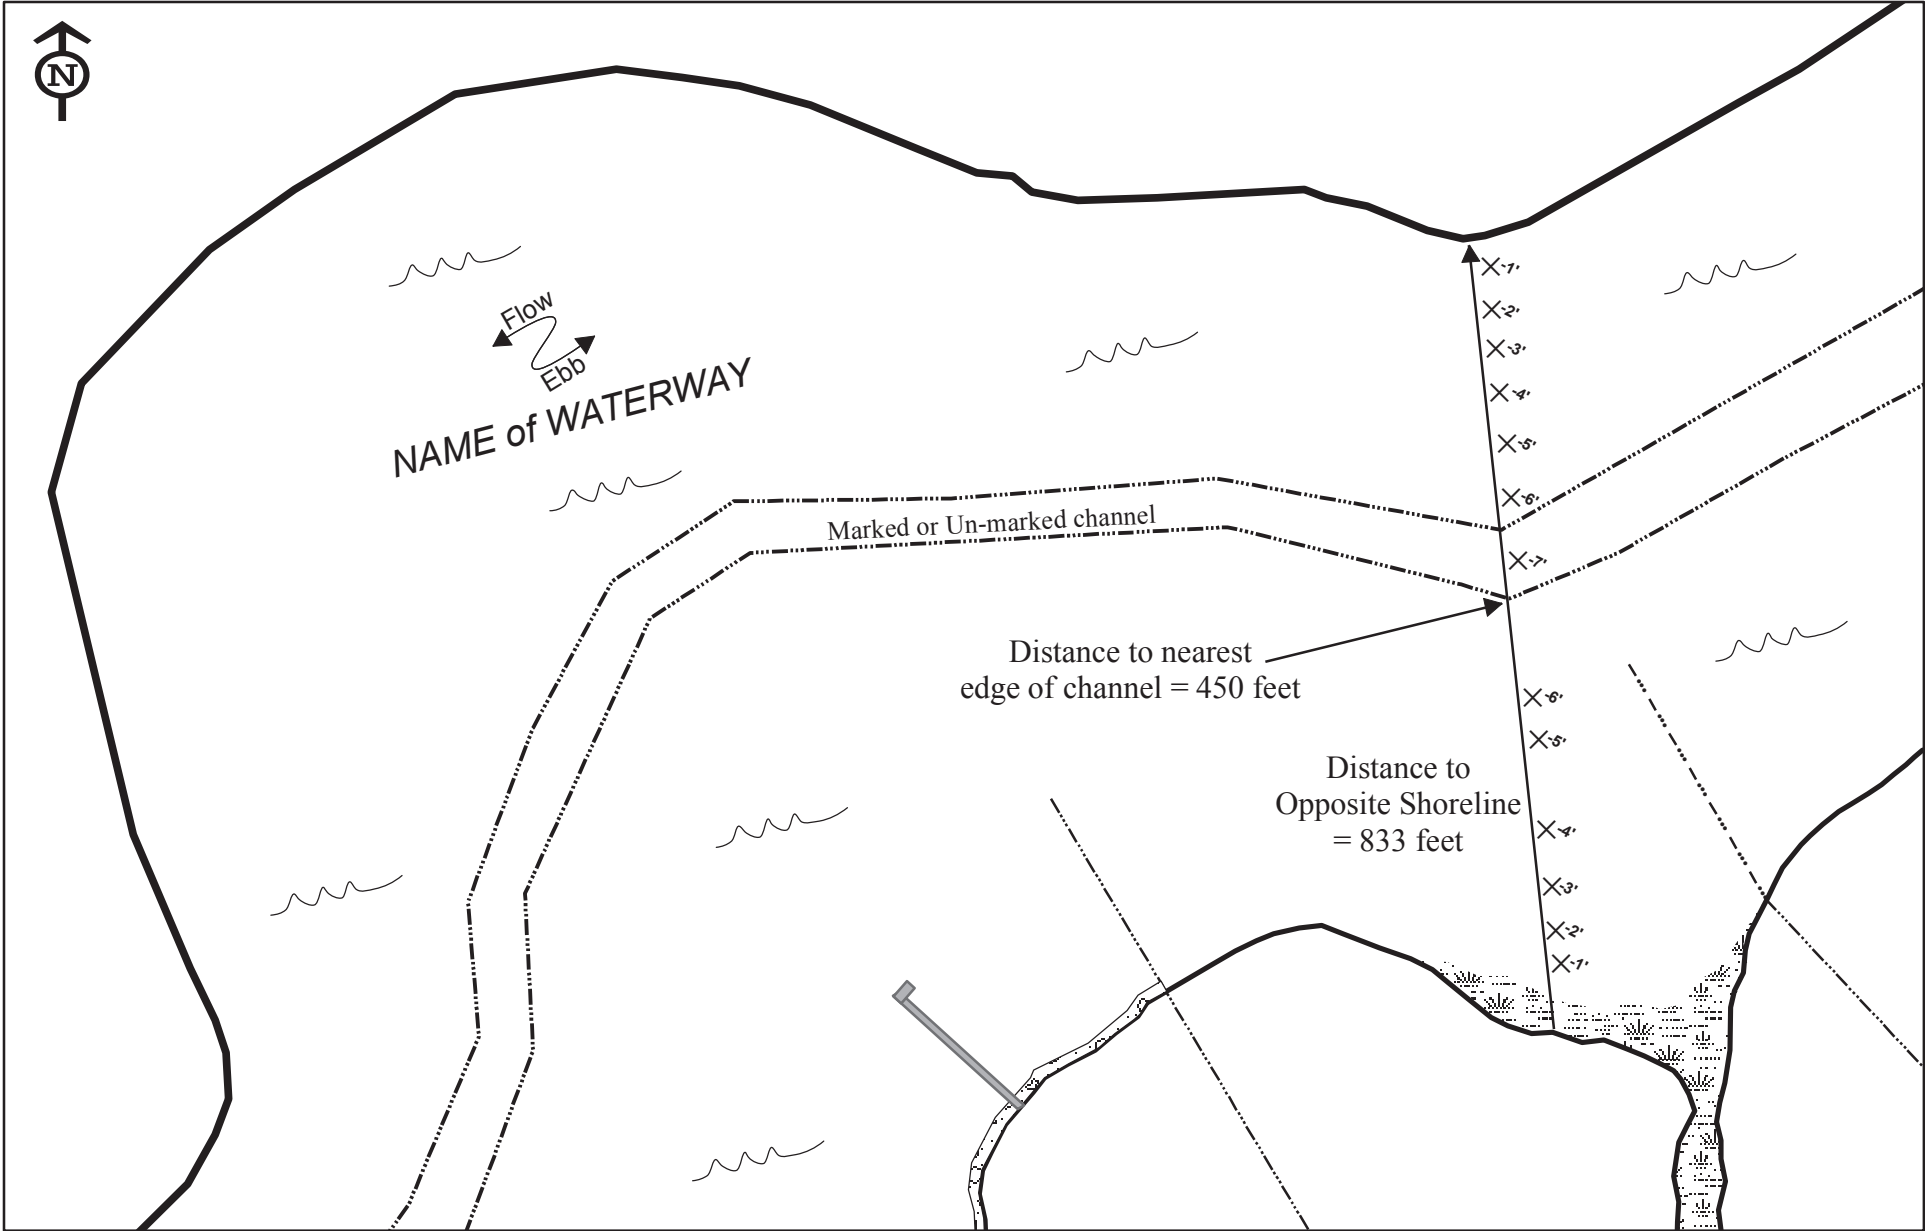 N
-1'
-2'
-3'
-4'
-5'
-6'
-7'
Flow
Ebb
NAME of WATERWAY
Marked or Un-marked channel
Distance to nearest
edge of channel = 450 feet
-6'
-5'
Distance to
Opposite Shoreline
= 833 feet
-4'
-3'
-2'
-1'